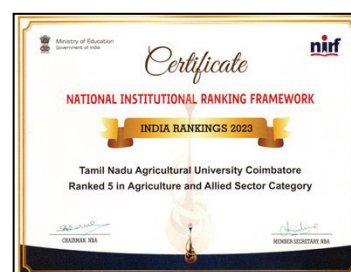 Ministry of Education
Government of India
nirf
Certificate
NATIONAL INSTITUTIONAL RANKING FRAMEWORK
INDIA RANKINGS 2023
Tamil Nadu Agricultural University Coimbatore
Ranked 5 in Agriculture and Allied Sector Category
CHAIRMAN, NBA
MEMBER SECRETARY, NBA